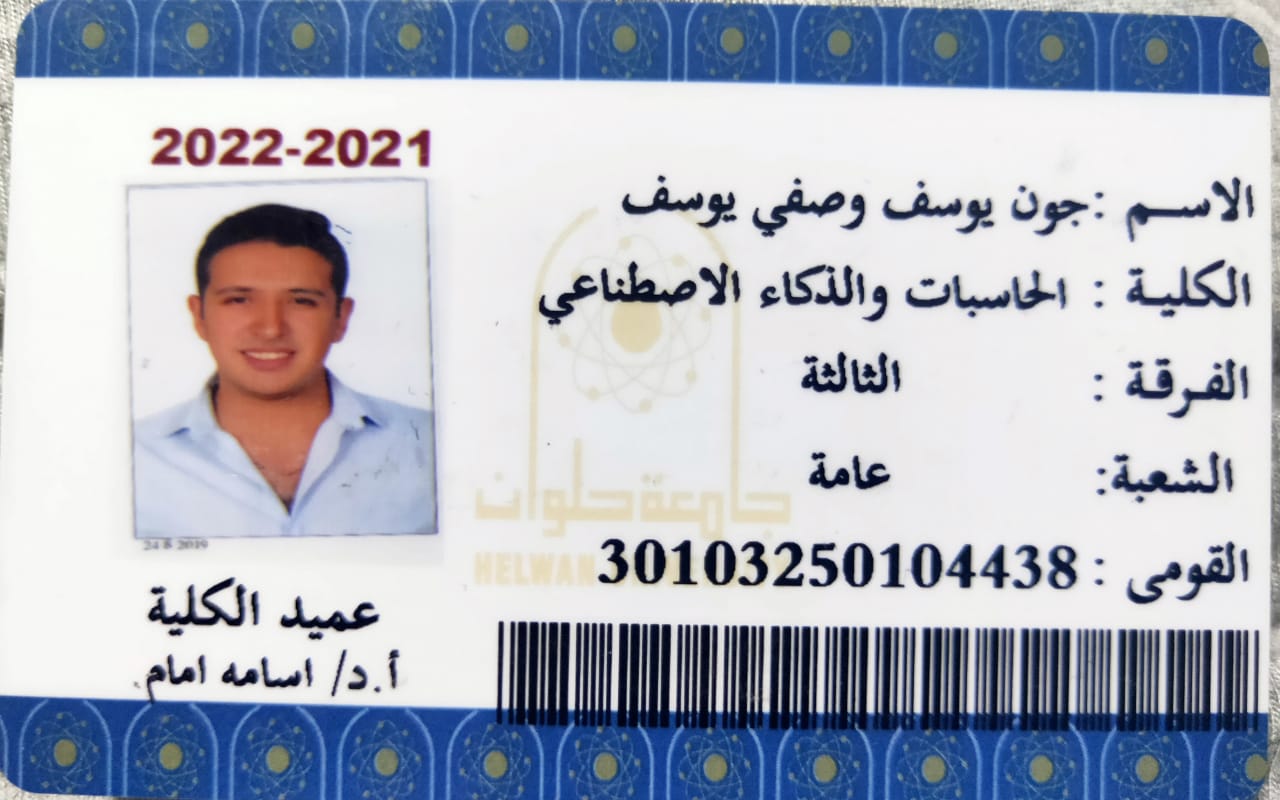 2022-2021
الاسم : جون يوسف وصفي يوسف
الكلية : الحاسبات والذكاء الاصطناعي
الفرقة : الثالثة
الشعبة: عامة
القومى : 30103250104438
جامعة حلوان
HELWAN
24 8 2019
عميد الكلية
أ.د/ اسامه امام